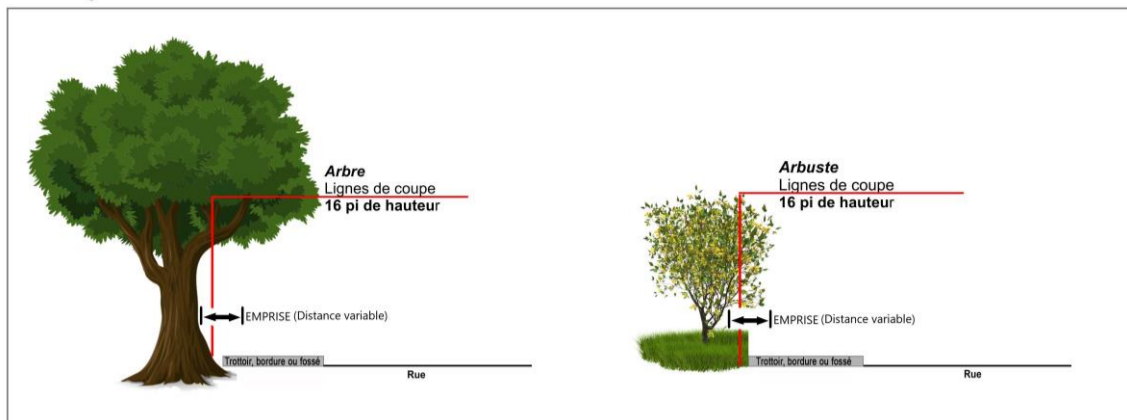 Arbre
Lignes de coupe
16 pi de hauteur
EMPRISE (Distance variable)
Trottoir, bordure ou fossé
Rue
Arbuste
Lignes de coupe
16 pi de hauteur
EMPRISE (Distance variable)
Trottoir, bordure ou fossé
Rue